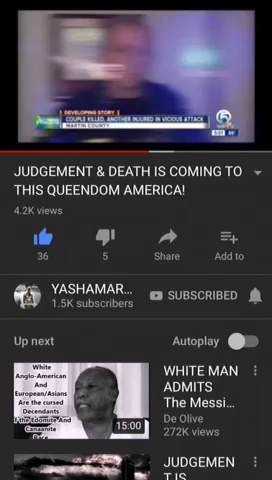 DEVELOPING STORY
COUPLE KILLED, ANOTHER INJURED IN VICIOUS ATTACK
MARTIN COUNTY
5
JUDGEMENT & DEATH IS COMING TO
THIS QUEENDOM AMERICA!
4.2K views
36
5
Share
Add to
YASHAMAR...
1.5K subscribers
SUBSCRIBED
Up next
Autoplay
White
Anglo-American
And
European/Asians
Are the cursed
Decendants
the Edomite And
Canaanite
15:00
WHITE MAN
ADMITS
The Messi...
De Olive
272K views
JUDGEMEN
T IS